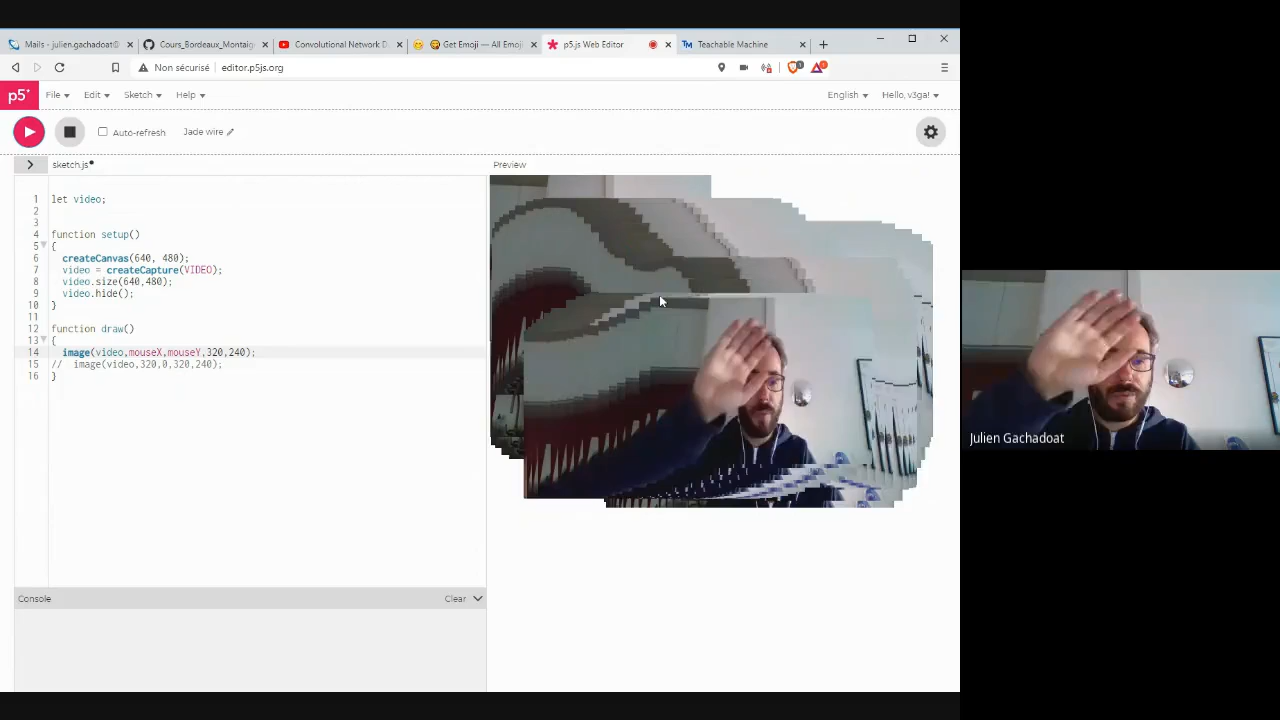 Mails - julien.gachadoat@
Cours_Bordeaux_Montaig
Convolutional Network D
Get Emoji — All Emoji
p5.js Web Editor
Teachable Machine
Non sécurisé
editor.p5js.org
p5*
File
Edit
Sketch
Help
English
Hello, v3ga!
Auto-refresh
Jade wire
sketch.js
Preview
1 let video;
2
3
4 function setup()
5 {
6 createCanvas(640, 480);
7 video = createCapture(VIDEO);
8 video.size(640,480);
9 video.hide();
10 }
11
12 function draw()
13 {
14 image(video,mouseX,mouseY,320,240);
15 // image(video,320,0,320,240);
16 }
Console
Clear
Julien Gachadoat